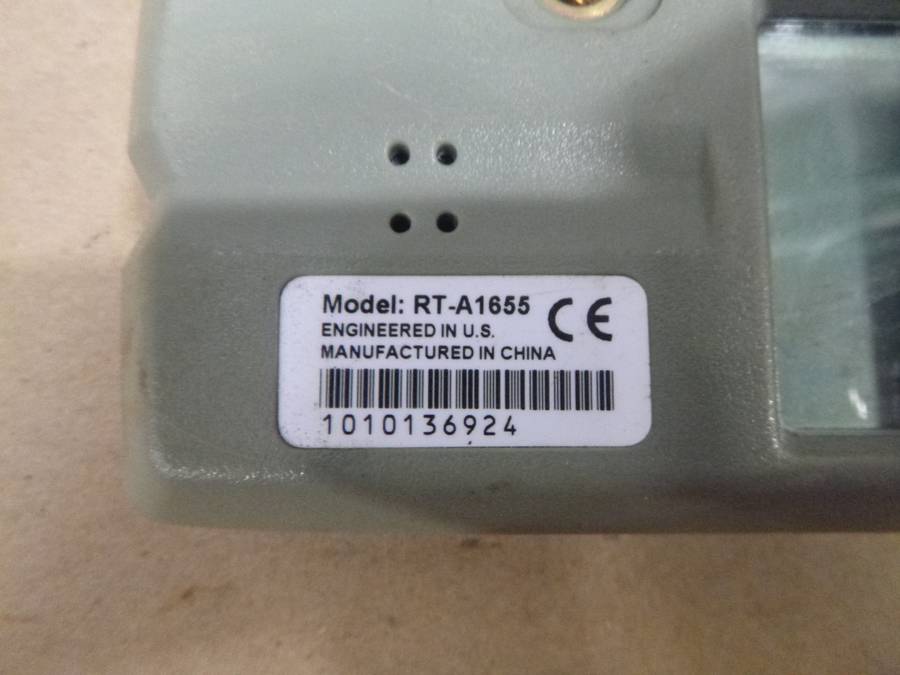 Model: RT-A1655
CE
ENGINEERED IN U.S.
MANUFACTURED IN CHINA
1010136924